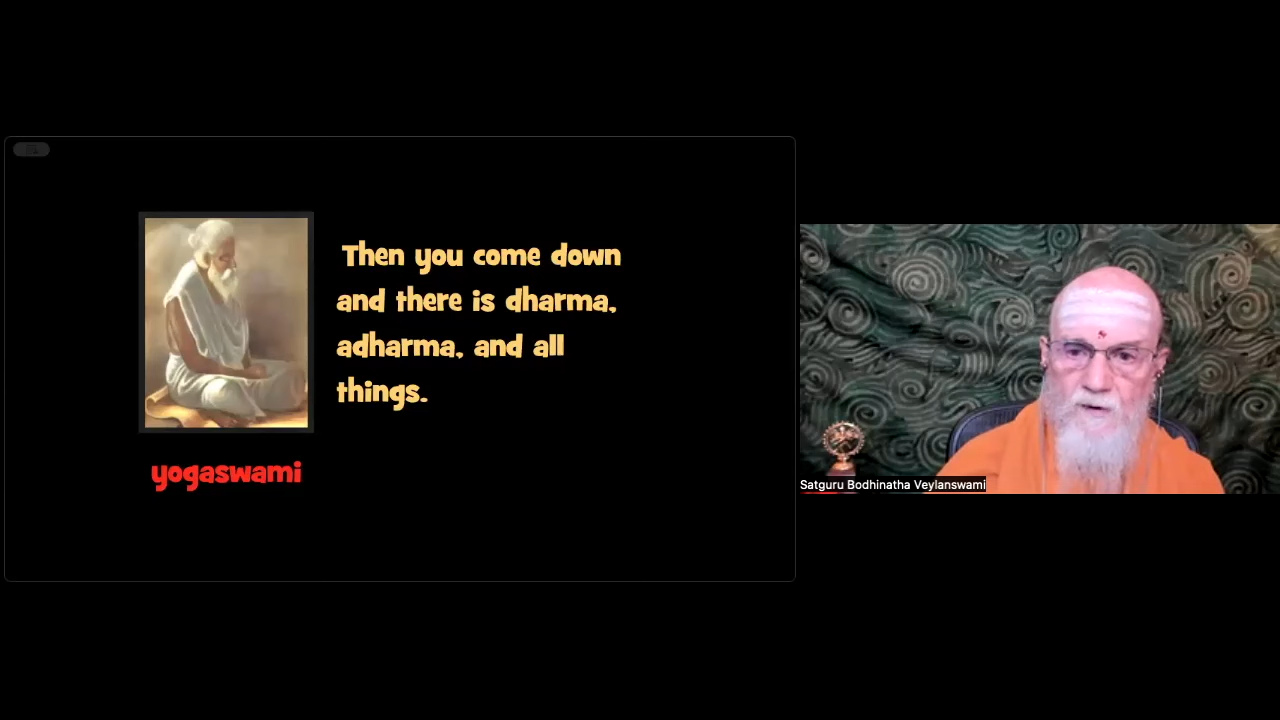 Then you come down
and there is dharma,
adharma, and all
things.
yogaswami
Satguru Bodhinatha Veylanswami